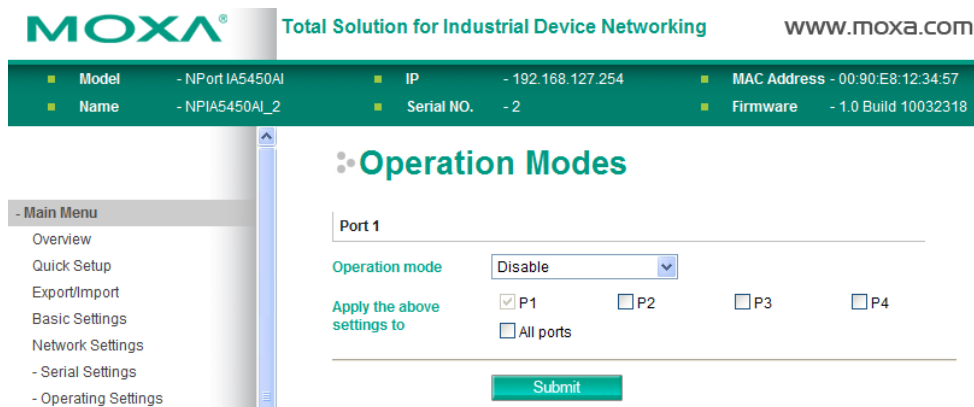 MOXA® Total Solution for Industrial Device Networking www.moxa.com
Model - NPort IA5450AI IP - 192.168.127.254 MAC Address - 00:90:E8:12:34:57
Name - NPIA5450AI_2 Serial NO. - 2 Firmware - 1.0 Build 10032318
- Main Menu
Overview
Quick Setup
Export/Import
Basic Settings
Network Settings
- Serial Settings
- Operating Settings
Operation Modes
Port 1
Operation mode Disable
Apply the above settings to P1 P2 P3 P4
All ports
Submit